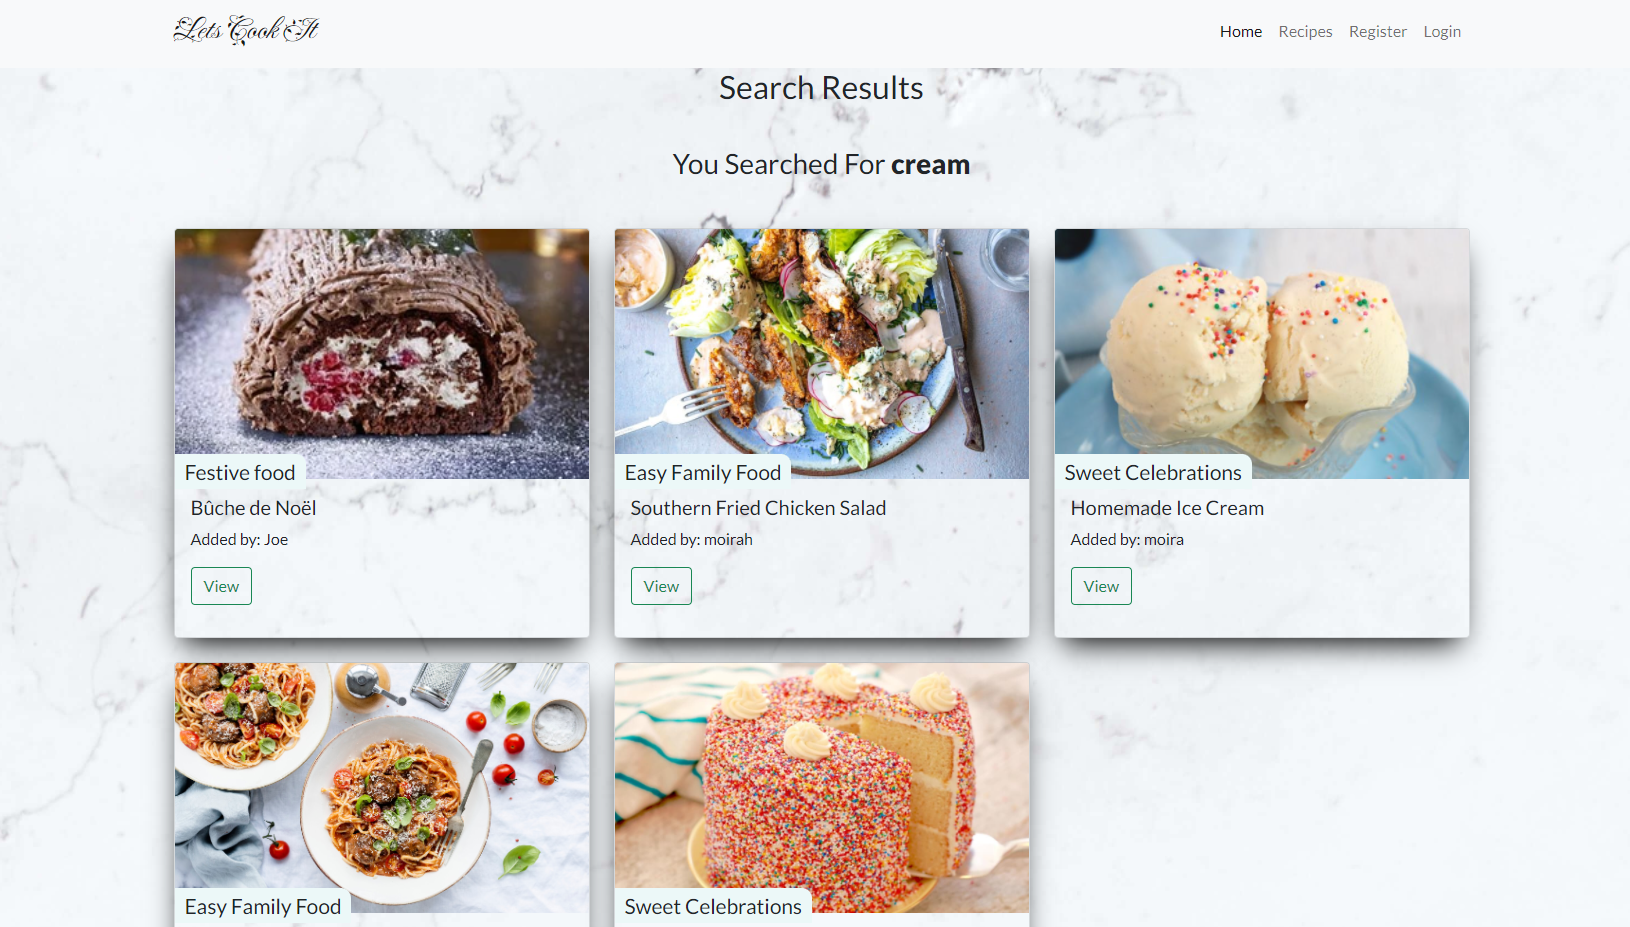 Lets Cook It
Home Recipes Register Login
Search Results
You Searched For cream
Festive food
Bûche de Noël
Added by: Joe
View
Easy Family Food
Southern Fried Chicken Salad
Added by: moirah
View
Sweet Celebrations
Homemade Ice Cream
Added by: moira
View
Easy Family Food
Sweet Celebrations